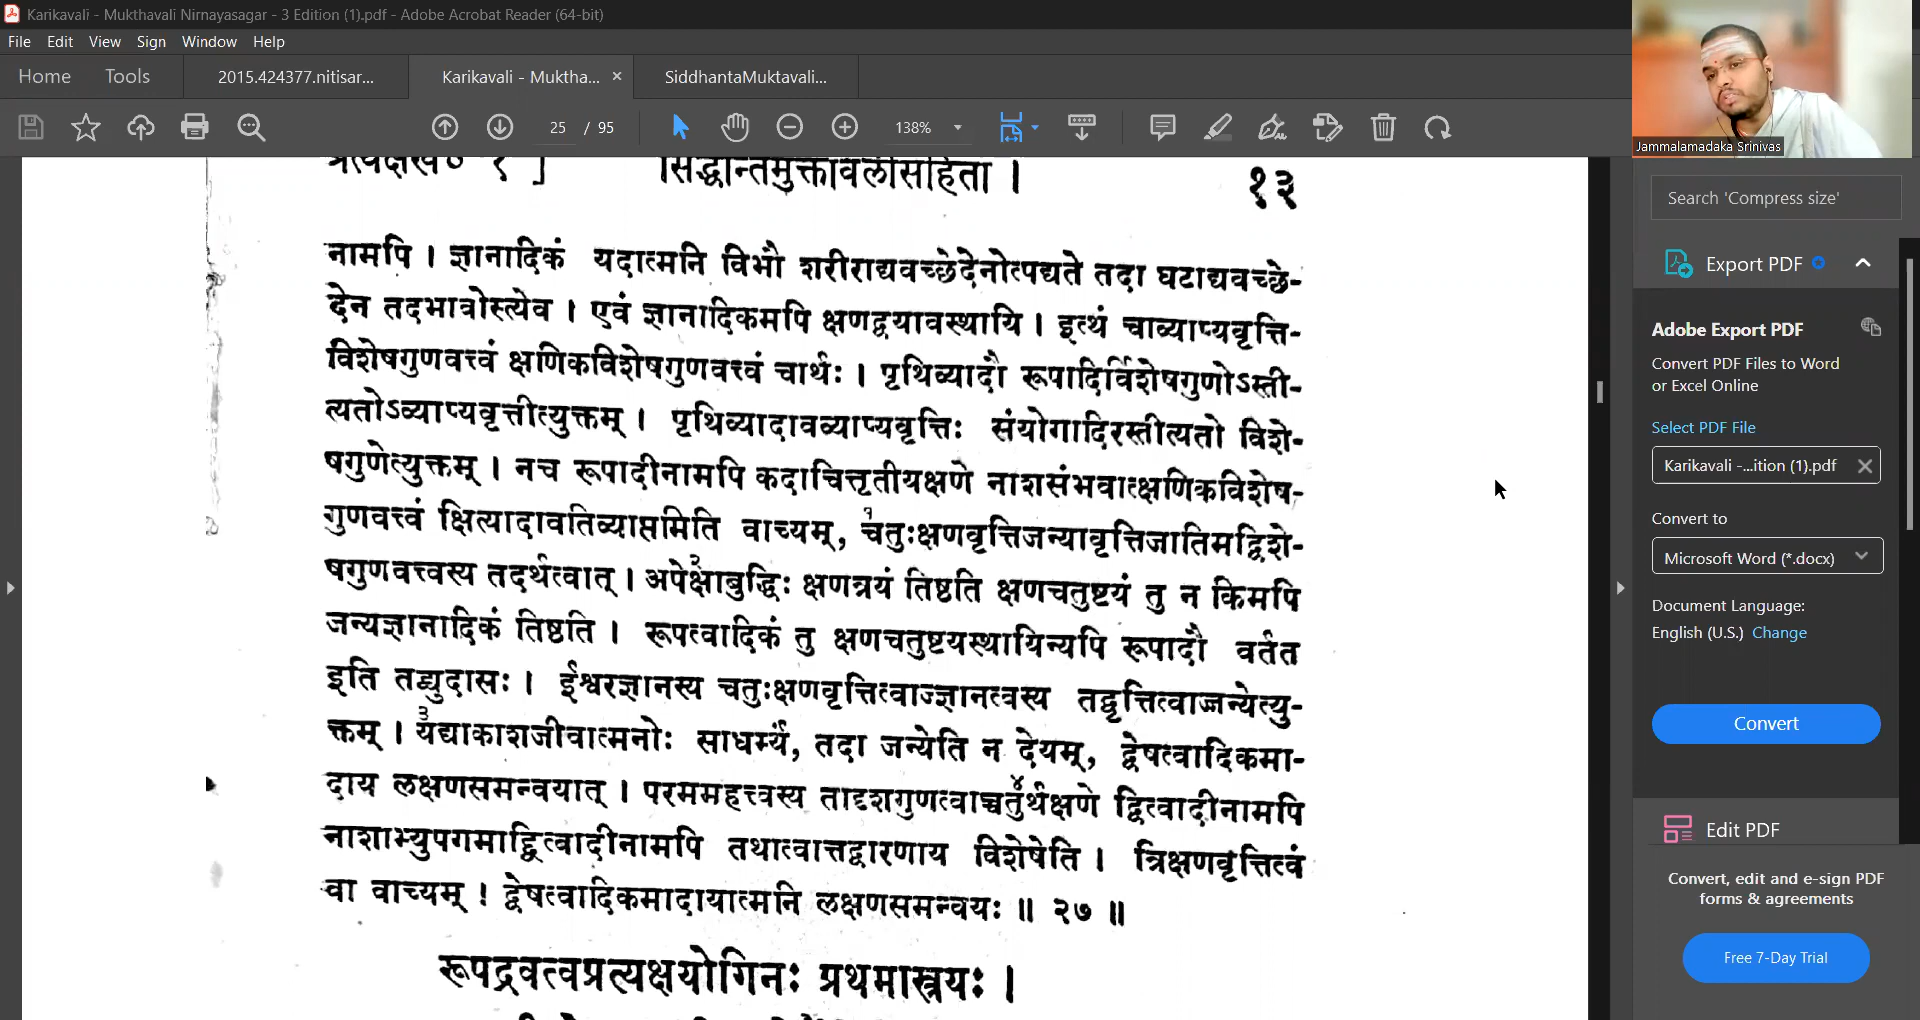 Karikavali - Mukthavali Nirnayasagar - 3 Edition (1).pdf - Adobe Acrobat Reader (64-bit)
File Edit View Sign Window Help
Home Tools 2015.424377.nitisar... Karikavali - Muktha... × SiddhantaMuktavali...
25 / 95 138%
Jammalamadaka Srinivas
प्रत्यक्षख० १ ] सिद्धान्तमुक्तावलीसहिता । १३
नामपि । ज्ञानादिकं यदात्मनि विभौ शरीराद्यवच्छेदेनोत्पद्यते तदा घटाद्यवच्छे-
देन तदभावोस्त्येव । एवं ज्ञानादिकमपि क्षणद्वयावस्थायि । इत्थं चाव्याप्यवृत्ति-
विशेषगुणवत्त्वं क्षणिकविशेषगुणवत्त्वं चार्थः । पृथिव्यादौ रूपादिर्विशेषगुणोऽस्ती-
त्यतोऽव्याप्यवृत्तीत्युक्तम् । पृथिव्यादावव्याप्यवृत्तिः संयोगादिरस्तीत्यतो विशे-
षगुणेत्युक्तम् । नच रूपादीनामपि कदाचित्तृतीयक्षणे नाशसंभवात्क्षणिकविशेष-
गुणवत्त्वं क्षित्यादावतिव्याप्तमिति वाच्यम्, १चतुःक्षणवृत्तिजन्यावृत्तिजातिमद्विशे-
षगुणवत्त्वस्य तदर्थत्वात् । अपे२क्षाबुद्धिः क्षणत्रयं तिष्ठति क्षणचतुष्टयं तु न किमपि
जन्यज्ञानादिकं तिष्ठति । रूपत्वादिकं तु क्षणचतुष्टयस्थायिन्यपि रूपादौ वर्तत
इति तद्व्युदासः । ईश्वरज्ञानस्य चतुःक्षणवृत्तित्वाज्ज्ञानत्वस्य तद्वृत्तित्वाज्जन्येत्यु-
क्तम् । ३यद्याकाशजीवात्मनोः साधर्म्यं, तदा जन्येति न देयम्, द्वेषत्वादिकमा-
दाय लक्षणसमन्वयात् । परममहत्त्वस्य तादृशगुणत्वाच्च४तुर्थक्षणे द्वित्वादीनामपि
नाशाभ्युपगमाद्द्वित्वादीनामपि तथात्वात्तद्वारणाय विशेषेति । त्रिक्षणवृत्तित्वं
वा वाच्यम् । द्वेषत्वादिकमादायात्मनि लक्षणसमन्वयः ॥ २७ ॥
रूपद्रवत्वप्रत्यक्षयोगिनः प्रथमास्त्रयः ।
Search 'Compress size'
Export PDF
Adobe Export PDF
Convert PDF Files to Word
or Excel Online
Select PDF File
Karikavali -...ition (1).pdf
Convert to
Microsoft Word (*.docx)
Document Language:
English (U.S.) Change
Convert
Edit PDF
Convert, edit and e-sign PDF
forms & agreements
Free 7-Day Trial